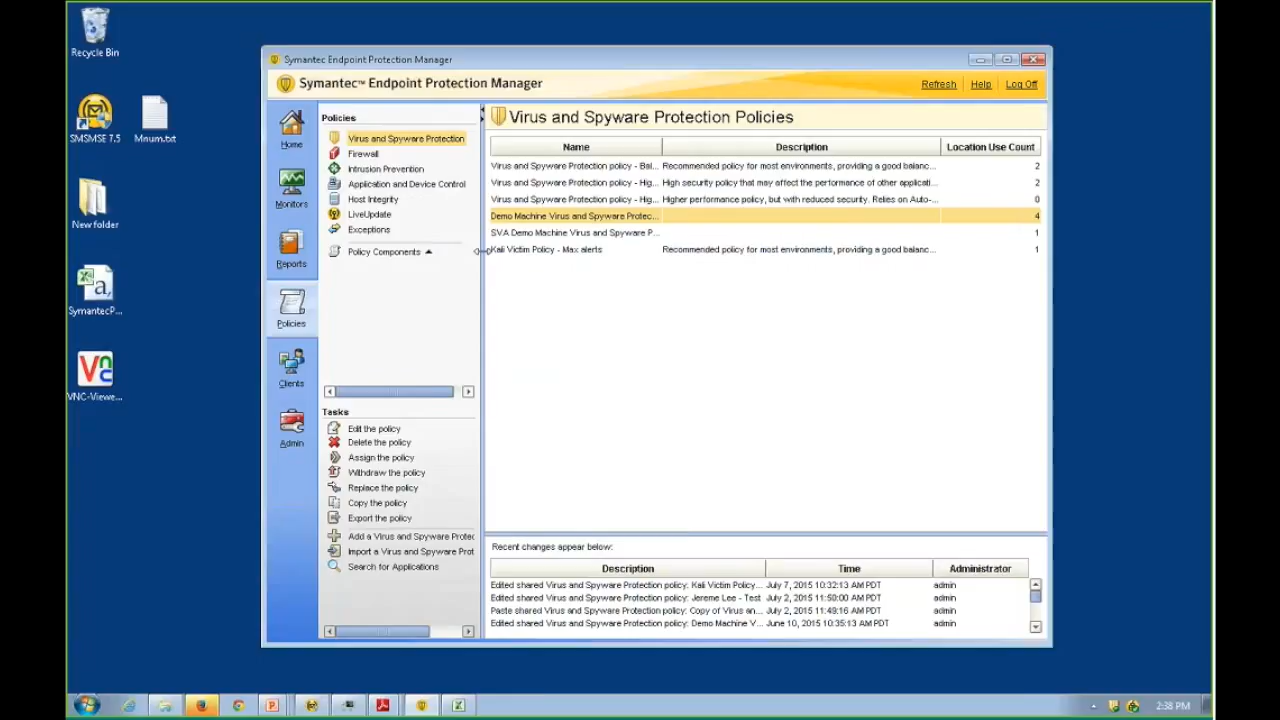 Recycle Bin
SMSMSE 7.5
Mnum.txt
New folder
SymantecP...
VNC-Viewe...
Symantec Endpoint Protection Manager
Symantec™ Endpoint Protection Manager
Refresh | Help | Log Off
Home
Monitors
Reports
Policies
Clients
Admin
Policies
Virus and Spyware Protection
Firewall
Intrusion Prevention
Application and Device Control
Host Integrity
LiveUpdate
Exceptions
Policy Components
Tasks
Edit the policy
Delete the policy
Assign the policy
Withdraw the policy
Replace the policy
Copy the policy
Export the policy
Add a Virus and Spyware Protec
Import a Virus and Spyware Prot
Search for Applications
Virus and Spyware Protection Policies
Name Description Location Use Count
Virus and Spyware Protection policy - Bal... Recommended policy for most environments, providing a good balanc... 2
Virus and Spyware Protection policy - Hig... High security policy that may affect the performance of other applicati... 2
Virus and Spyware Protection policy - Hig... Higher performance policy, but with reduced security. Relies on Auto-... 0
Demo Machine Virus and Spyware Protec... 4
SVA Demo Machine Virus and Spyware P... 1
Kali Victim Policy - Max alerts Recommended policy for most environments, providing a good balanc... 1
Recent changes appear below:
Description Time Administrator
Edited shared Virus and Spyware Protection policy: Kali Victim Policy... July 7, 2015 10:32:13 AM PDT admin
Edited shared Virus and Spyware Protection policy: Jereme Lee - Test July 2, 2015 11:50:00 AM PDT admin
Paste shared Virus and Spyware Protection policy: Copy of Virus an... July 2, 2015 11:49:16 AM PDT admin
Edited shared Virus and Spyware Protection policy: Demo Machine V... June 10, 2015 10:35:13 AM PDT admin
2:38 PM